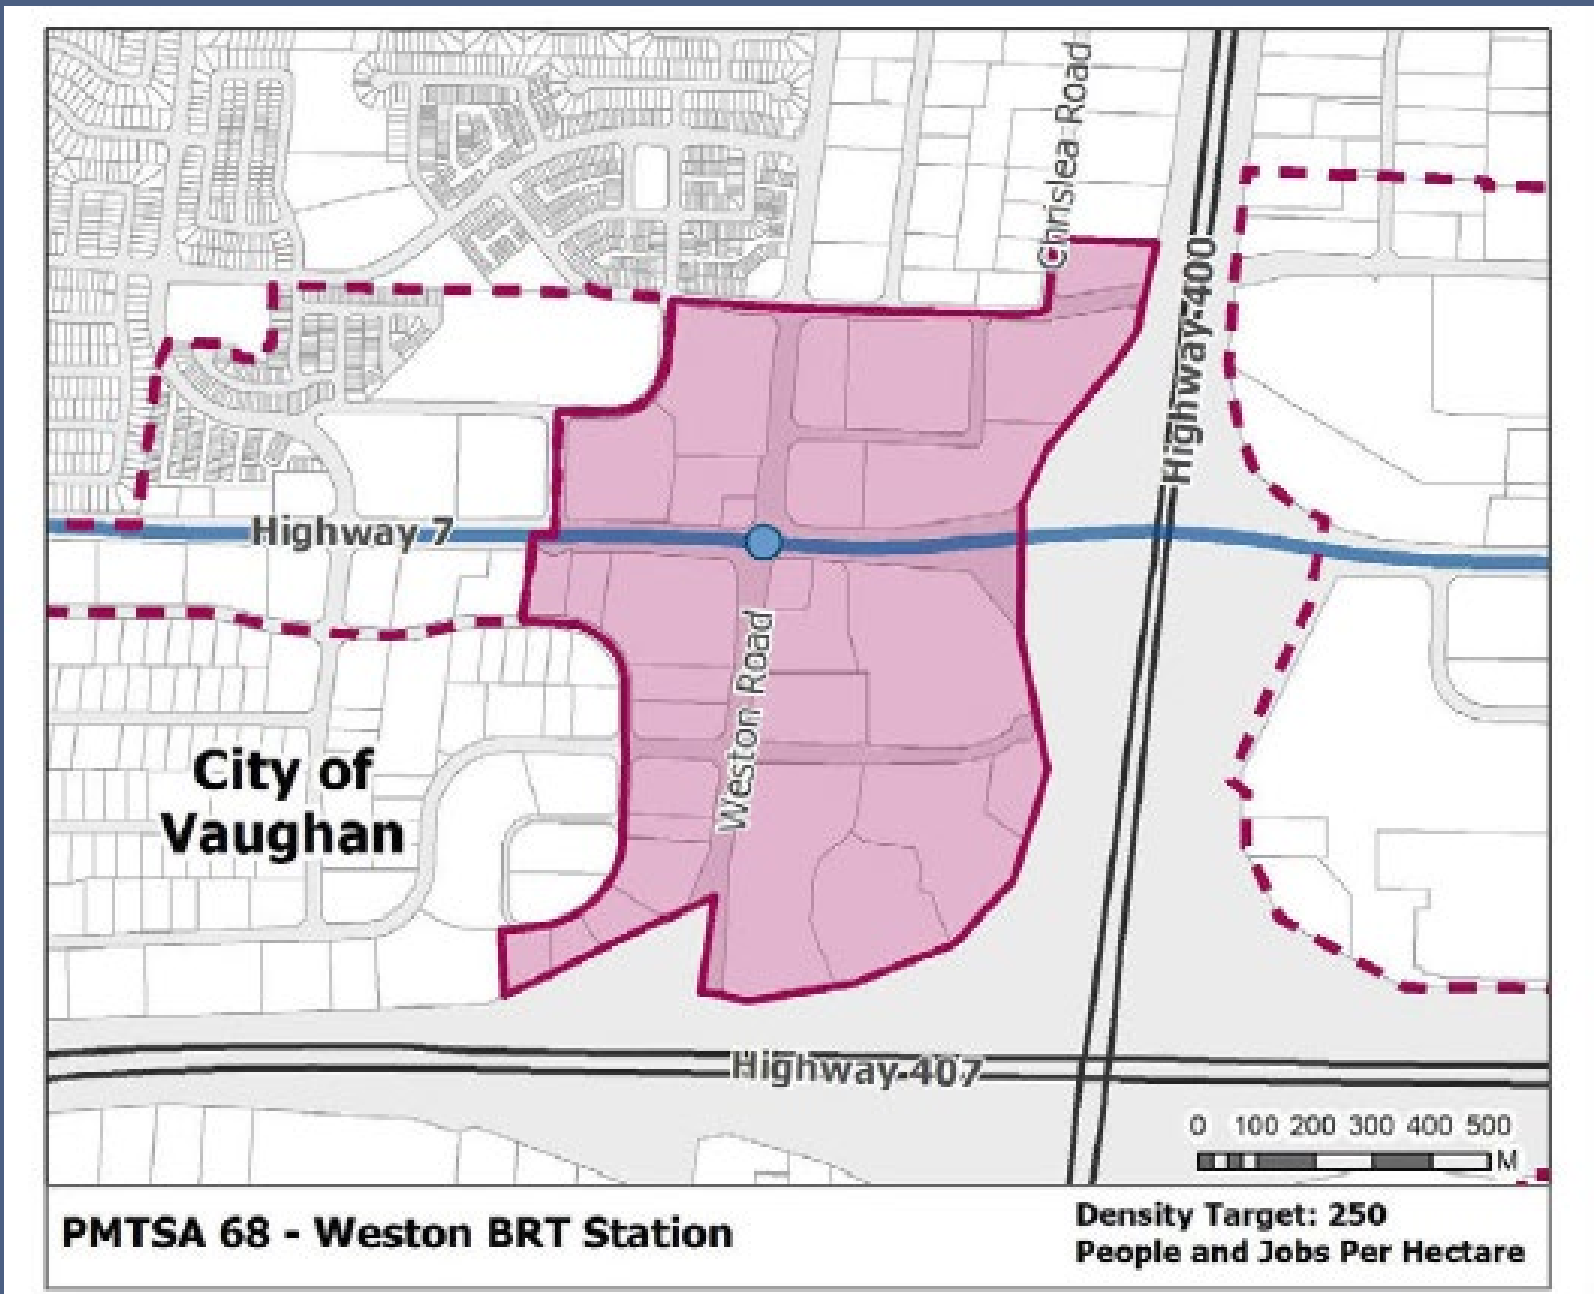 Chrislea Road
Highway 400
Highway 7
Weston Road
City of
Vaughan
Highway 407
0 100 200 300 400 500
M
PMTSA 68 - Weston BRT Station
Density Target: 250
People and Jobs Per Hectare